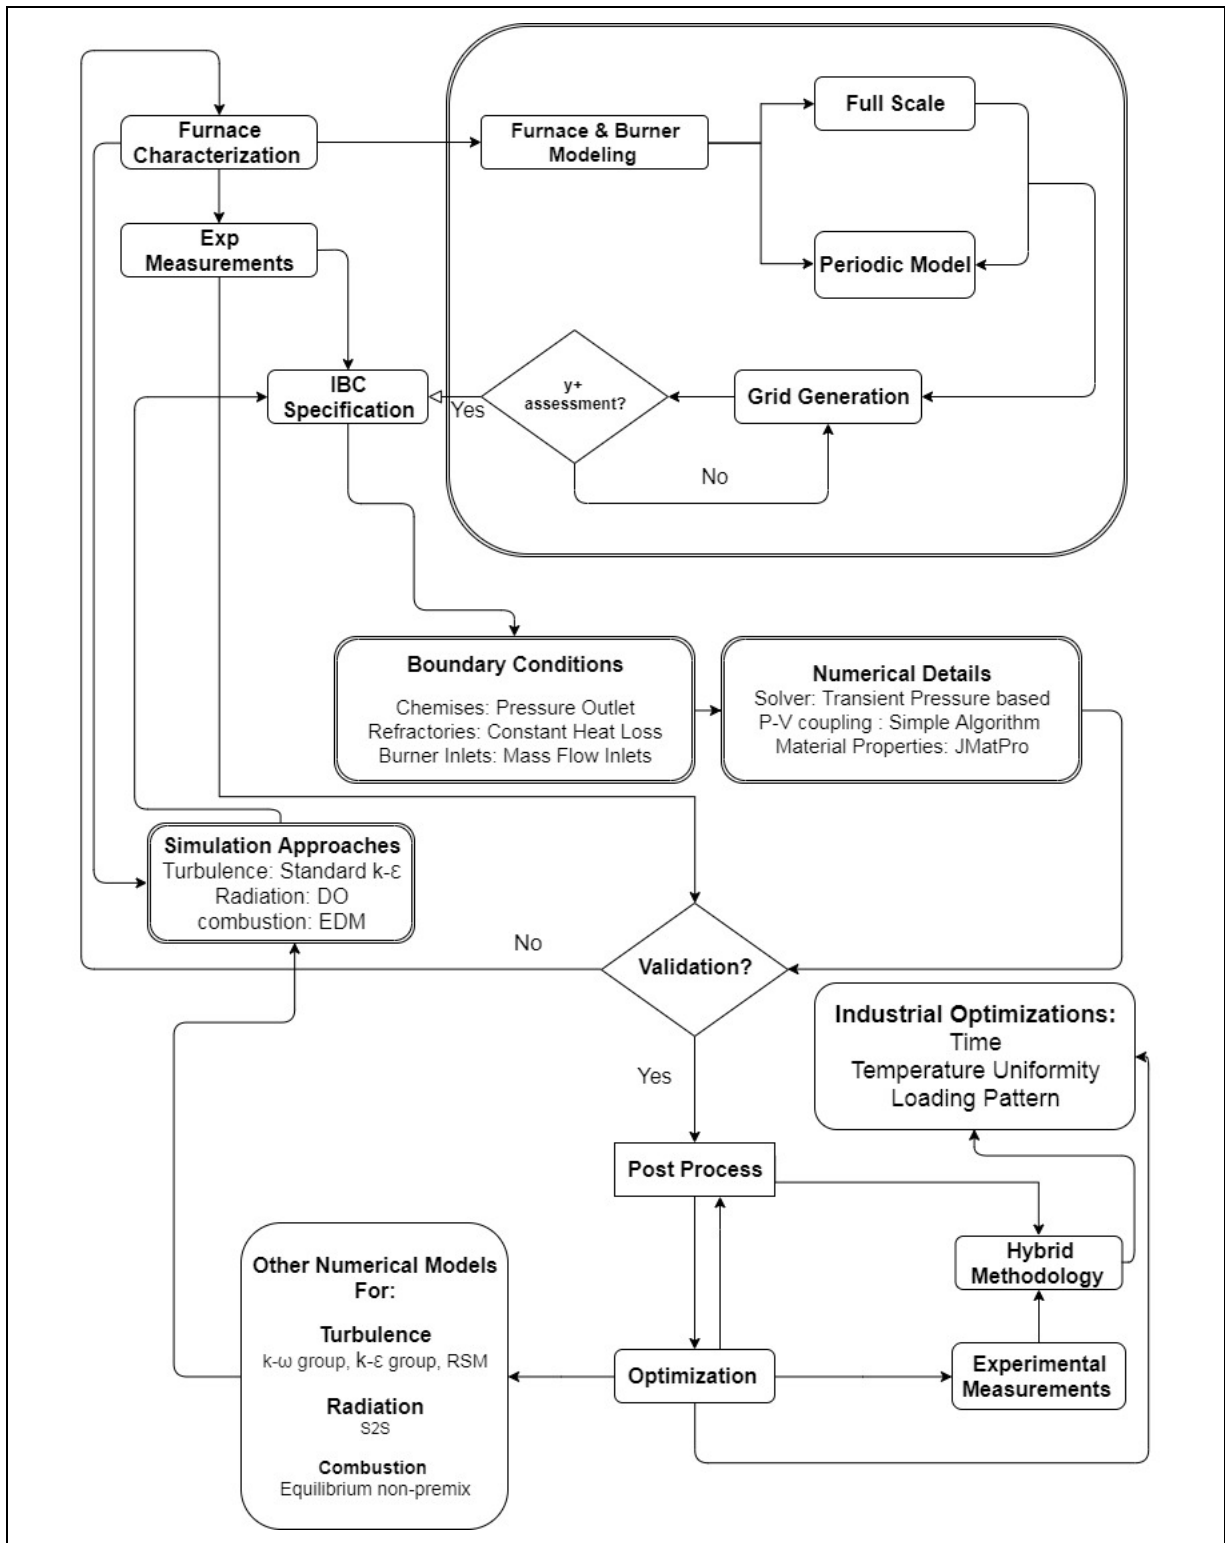 Furnace
Characterization
Furnace & Burner
Modeling
Full Scale
Exp
Measurements
Periodic Model
IBC
Specification
Yes
y+
assessment?
Grid Generation
No
Boundary Conditions
Chemises: Pressure Outlet
Refractories: Constant Heat Loss
Burner Inlets: Mass Flow Inlets
Numerical Details
Solver: Transient Pressure based
P-V coupling : Simple Algorithm
Material Properties: JMatPro
Simulation Approaches
Turbulence: Standard k-ε
Radiation: DO
combustion: EDM
No
Validation?
Yes
Industrial Optimizations:
Time
Temperature Uniformity
Loading Pattern
Post Process
Hybrid
Methodology
Other Numerical Models
For:
Turbulence
k-ω group, k-ε group, RSM
Radiation
S2S
Combustion
Equilibrium non-premix
Optimization
Experimental
Measurements